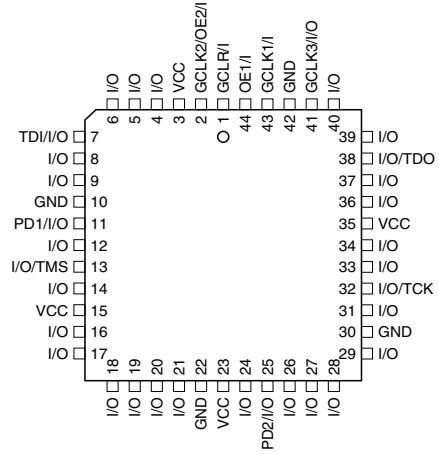 I/O
I/O
I/O
VCC
GCLK2/OE2/I
GCLR/I
OE1/I
GCLK1/I
GND
GCLK3/I/O
I/O
6
5
4
3
2
1
44
43
42
41
40
TDI/I/O 7
I/O 8
I/O 9
GND 10
PD1/I/O 11
I/O 12
I/O/TMS 13
I/O 14
VCC 15
I/O 16
I/O 17
39 I/O
38 I/O/TDO
37 I/O
36 I/O
35 VCC
34 I/O
33 I/O
32 I/O/TCK
31 I/O
30 GND
29 I/O
18
19
20
21
22
23
24
25
26
27
28
I/O
I/O
I/O
I/O
GND
VCC
I/O
PD2/I/O
I/O
I/O
I/O